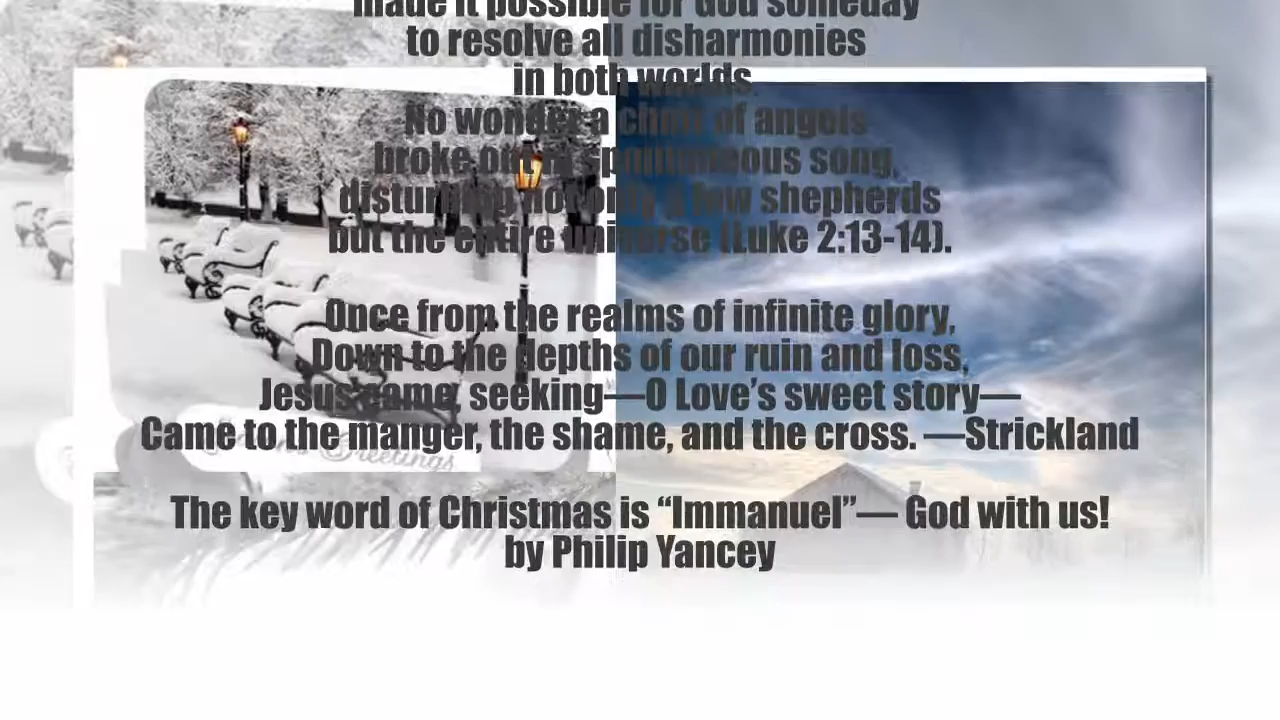 made it possible for God someday
to resolve all disharmonies
in both worlds.
No wonder a choir of angels
broke out in spontaneous song,
disturbing not only a few shepherds
but the entire universe (Luke 2:13-14).
Once from the realms of infinite glory,
Down to the depths of our ruin and loss,
Jesus came, seeking—O Love’s sweet story—
Came to the manger, the shame, and the cross. —Strickland
Greetings
The key word of Christmas is “Immanuel”— God with us!
by Philip Yancey